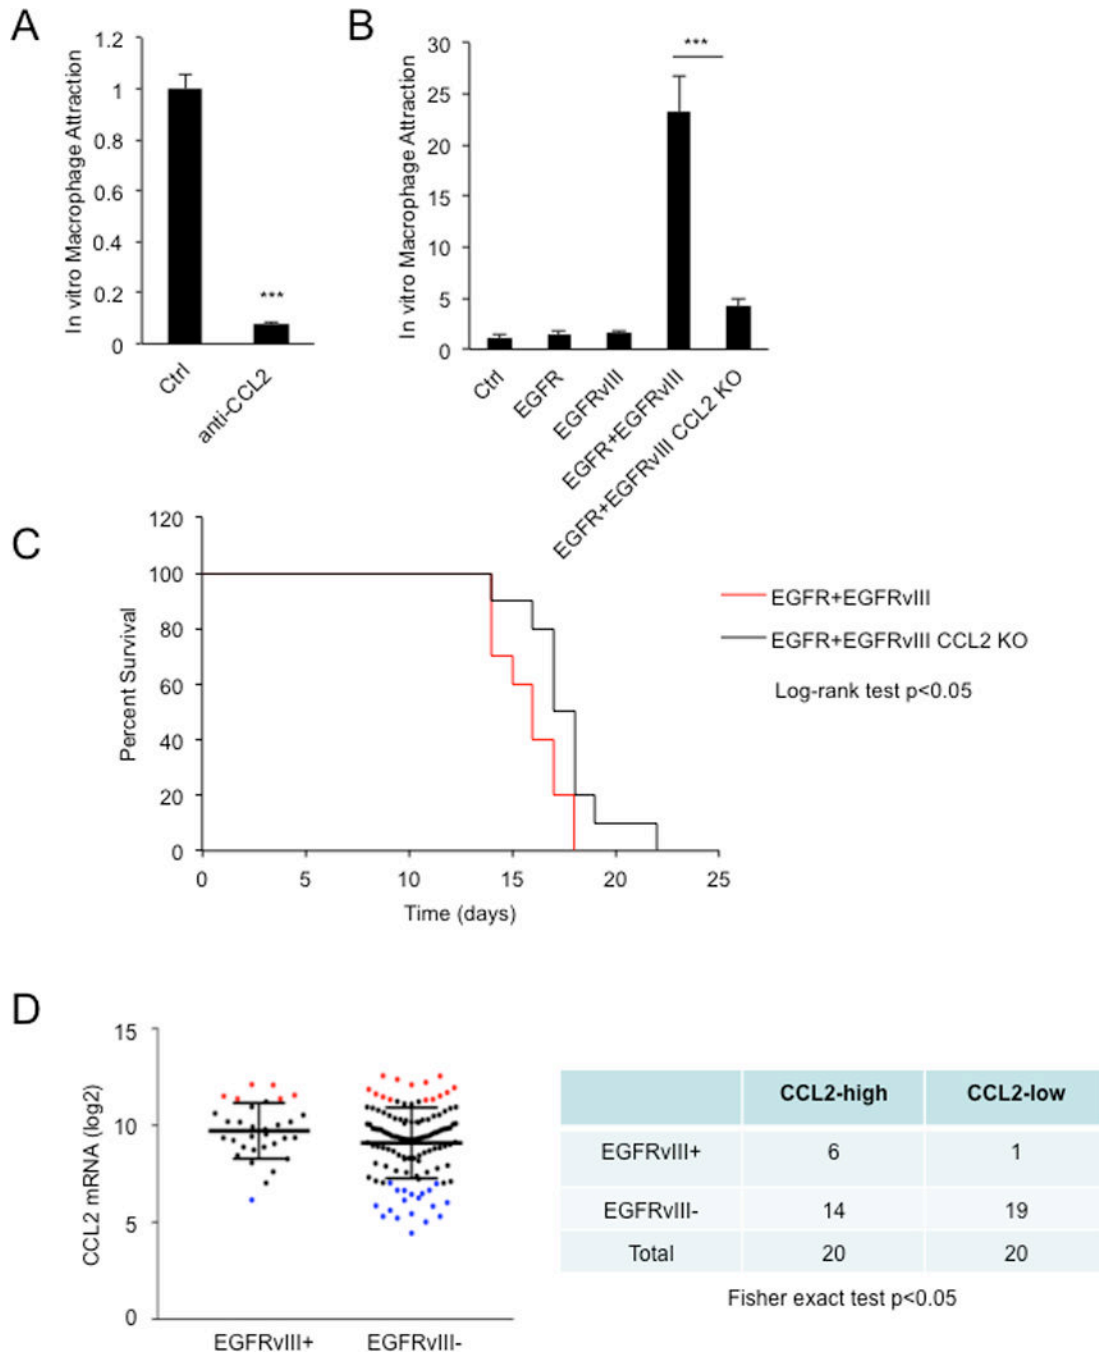 A
In vitro Macrophage Attraction
1.2
1
0.8
0.6
0.4
0.2
0
***
Ctrl
anti-CCL2
B
In vitro Macrophage Attraction
30
25
20
15
10
5
0
***
Ctrl
EGFR
EGFRvIII
EGFR+EGFRvIII
EGFR+EGFRvIII CCL2 KO
C
Percent Survival
120
100
80
60
40
20
0
0 5 10 15 20 25
Time (days)
EGFR+EGFRvIII
EGFR+EGFRvIII CCL2 KO
Log-rank test p<0.05
D
CCL2 mRNA (log2)
15
10
5
0
EGFRvIII+ EGFRvIII-
CCL2-high CCL2-low
EGFRvIII+ 6 1
EGFRvIII- 14 19
Total 20 20
Fisher exact test p<0.05